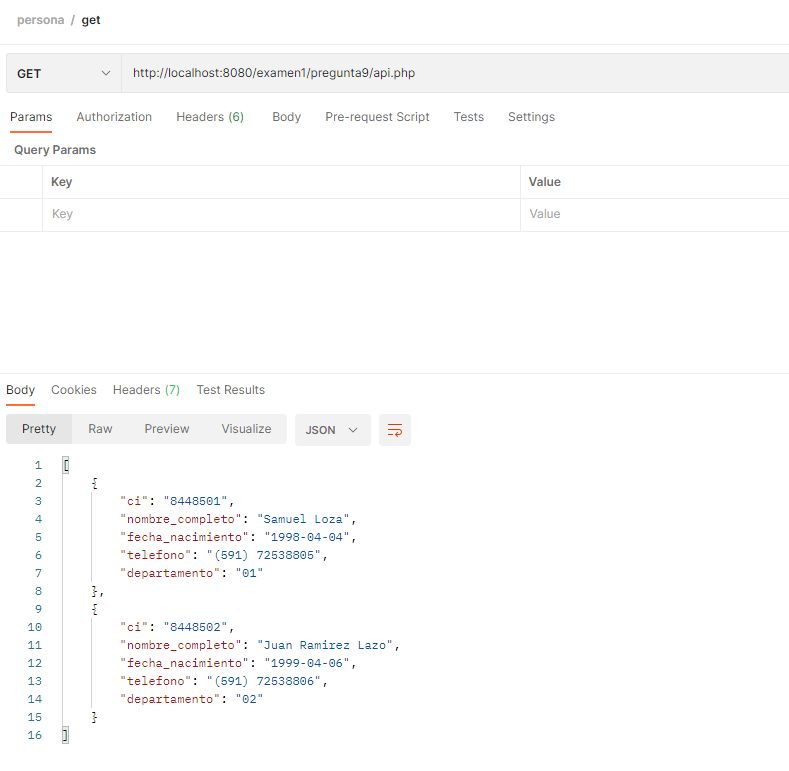 persona / get
GET http://localhost:8080/examen1/pregunta9/api.php
Params Authorization Headers (6) Body Pre-request Script Tests Settings
Query Params
Key Value
Key Value
Body Cookies Headers (7) Test Results
Pretty Raw Preview Visualize JSON
1 [
2 {
3 "ci": "8448501",
4 "nombre_completo": "Samuel Loza",
5 "fecha_nacimiento": "1998-04-04",
6 "telefono": "(591) 72538805",
7 "departamento": "01"
8 },
9 {
10 "ci": "8448502",
11 "nombre_completo": "Juan Ramirez Lazo",
12 "fecha_nacimiento": "1999-04-06",
13 "telefono": "(591) 72538806",
14 "departamento": "02"
15 }
16 ]